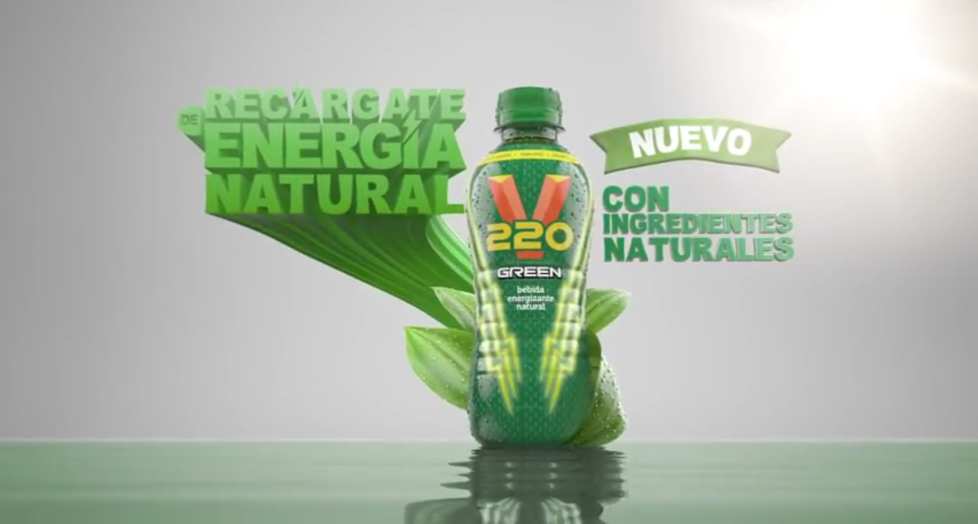 RECÁRGATE
DE
ENERGÍA
NATURAL
V
220
GREEN
bebida
energizante
natural
NUEVO
CON
INGREDIENTES
NATURALES